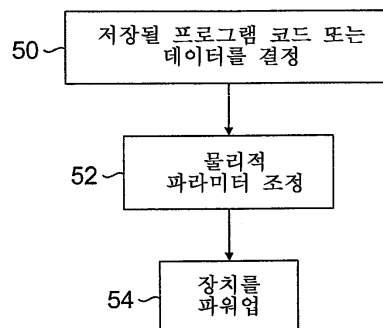 50
저장될 프로그램 코드 또는
데이터를 결정
52
물리적
파라미터 조정
54
장치를
파워업